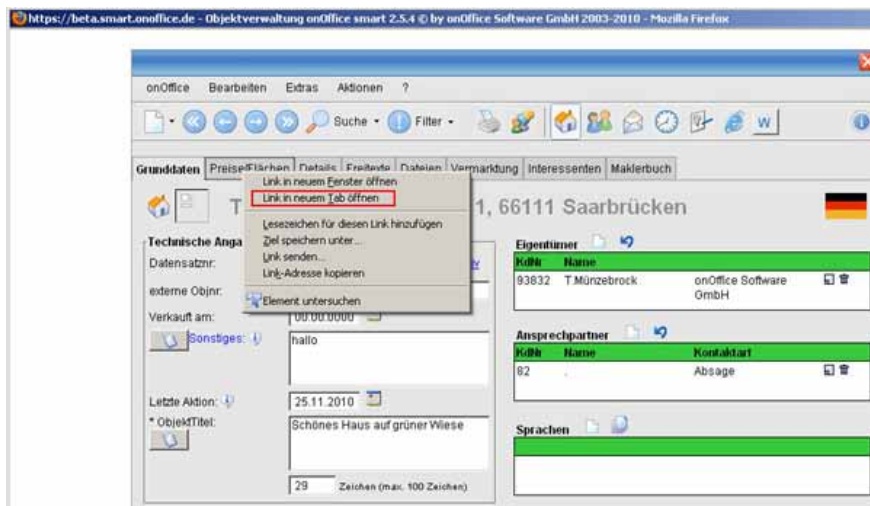 https://beta.smart.onoffice.de - Objektverwaltung onOffice smart 2.5.4 © by onOffice Software GmbH 2003-2010 - Mozilla Firefox
onOffice Bearbeiten Extras Aktionen ?
Suche Filter W
Grunddaten Preise/Flächen Details Freitexte Dateien Vermarktung Interessenten Maklerbuch
Link in neuem Fenster öffnen
Link in neuem Tab öffnen
Lesezeichen für diesen Link hinzufügen
Ziel speichern unter...
Link senden...
Link-Adresse kopieren
Element untersuchen
T 1, 66111 Saarbrücken
Technische Anga
Datensatznr.
externe Objnr.
Verkauft am: 00.00.0000
Sonstiges: hallo
Letzte Aktion: 25.11.2010
* ObjektTitel: Schönes Haus auf grüner Wiese
29 Zeichen (max. 100 Zeichen)
Eigentümer
KdNr Name
93832 T.Münzebrock onOffice Software GmbH
Ansprechpartner
KdNr Name Kontaktart
82 . Absage
Sprachen